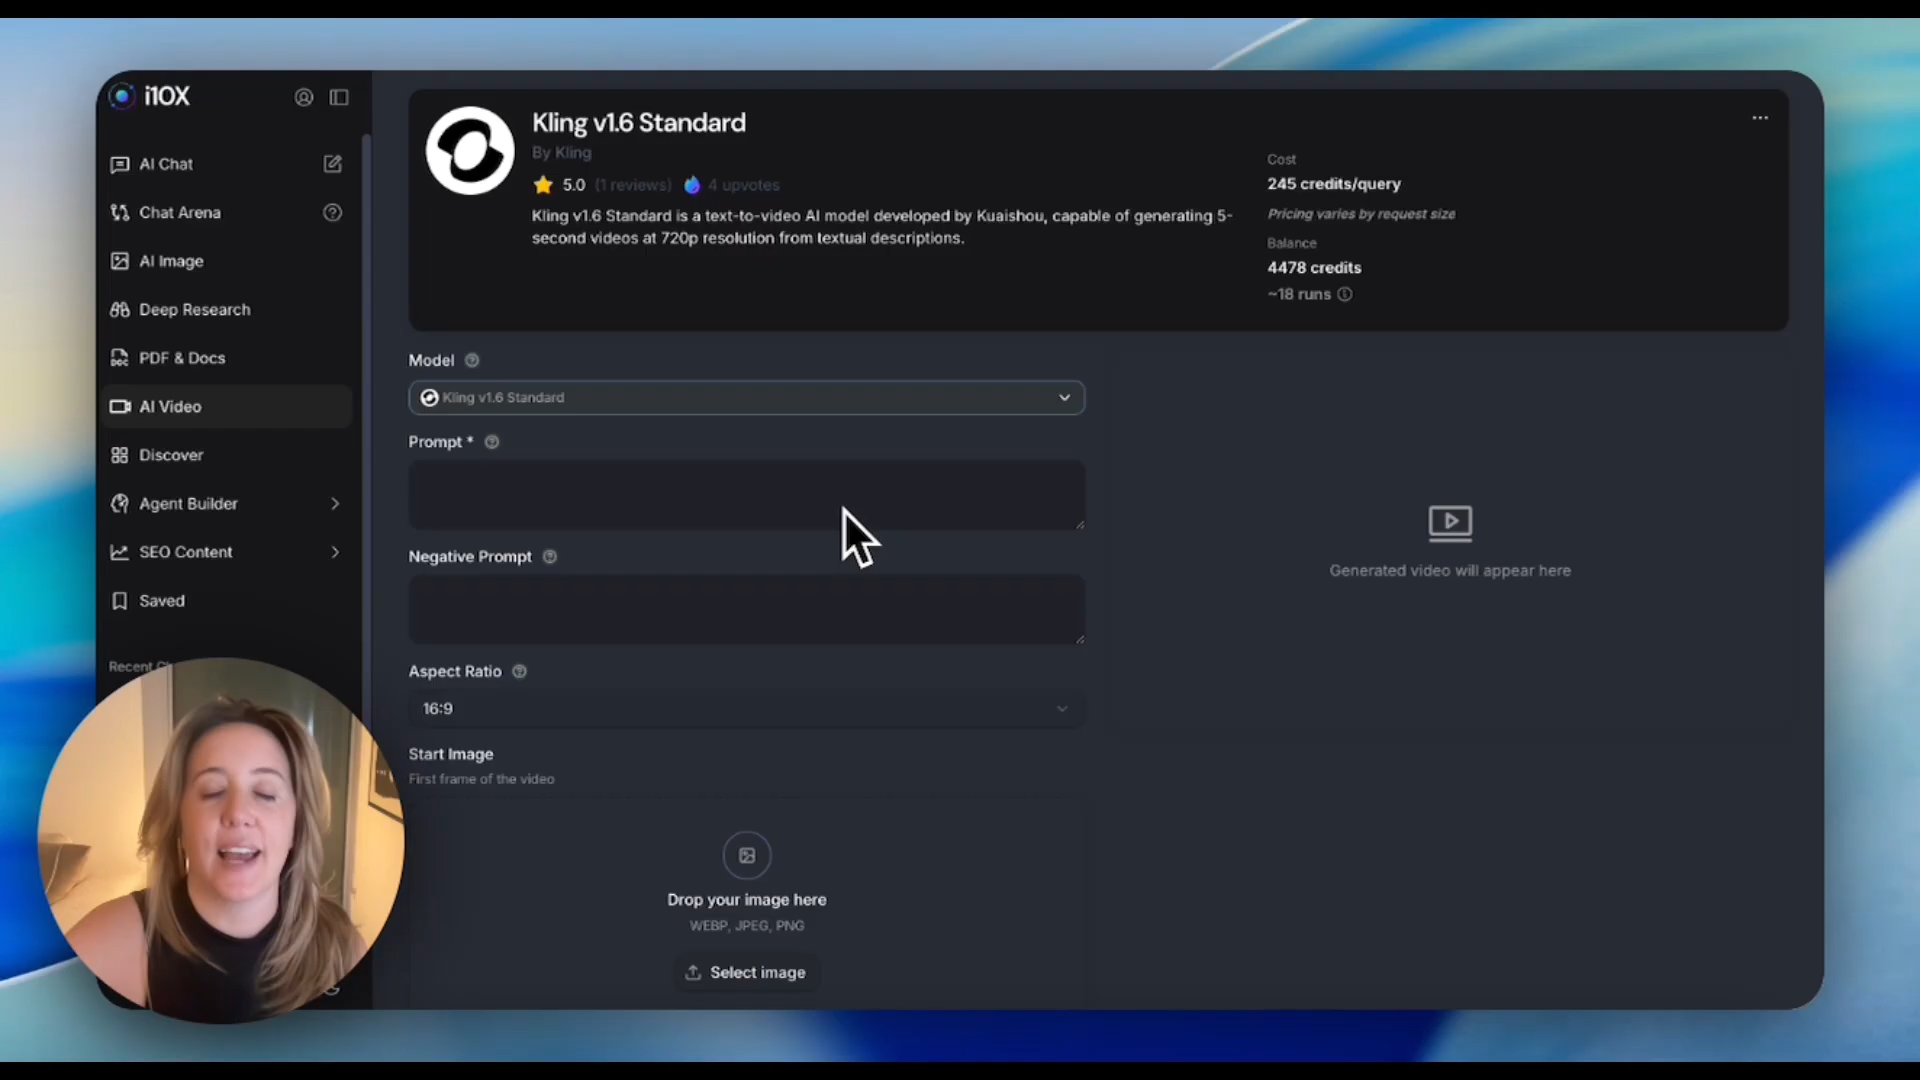 i10X
AI Chat
Chat Arena
AI Image
Deep Research
PDF & Docs
AI Video
Discover
Agent Builder
SEO Content
Saved
Recent
Kling v1.6 Standard
By Kling
5.0 (1 reviews) 4 upvotes
Kling v1.6 Standard is a text-to-video AI model developed by Kuaishou, capable of generating 5-
second videos at 720p resolution from textual descriptions.
Cost
245 credits/query
Pricing varies by request size
Balance
4478 credits
~18 runs
Model
Kling v1.6 Standard
Prompt *
Negative Prompt
Aspect Ratio
16:9
Start Image
First frame of the video
Drop your image here
WEBP, JPEG, PNG
Select image
Generated video will appear here